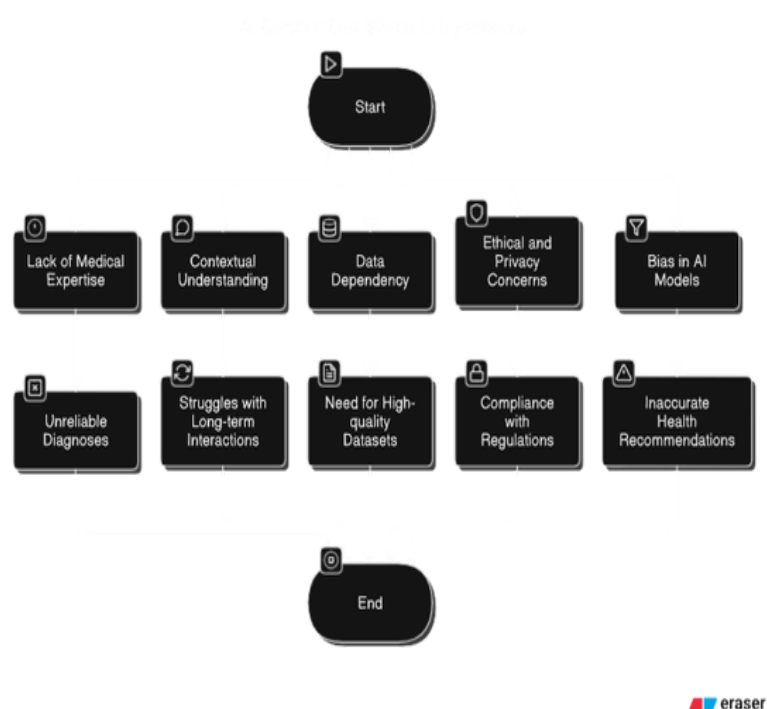 Start
Lack of Medical
Expertise
Contextual
Understanding
Data
Dependency
Ethical and
Privacy
Concerns
Bias in AI
Models
Unreliable
Diagnoses
Struggles with
Long-term
Interactions
Need for High-
quality
Datasets
Compliance
with
Regulations
Inaccurate
Health
Recommendations
End
eraser